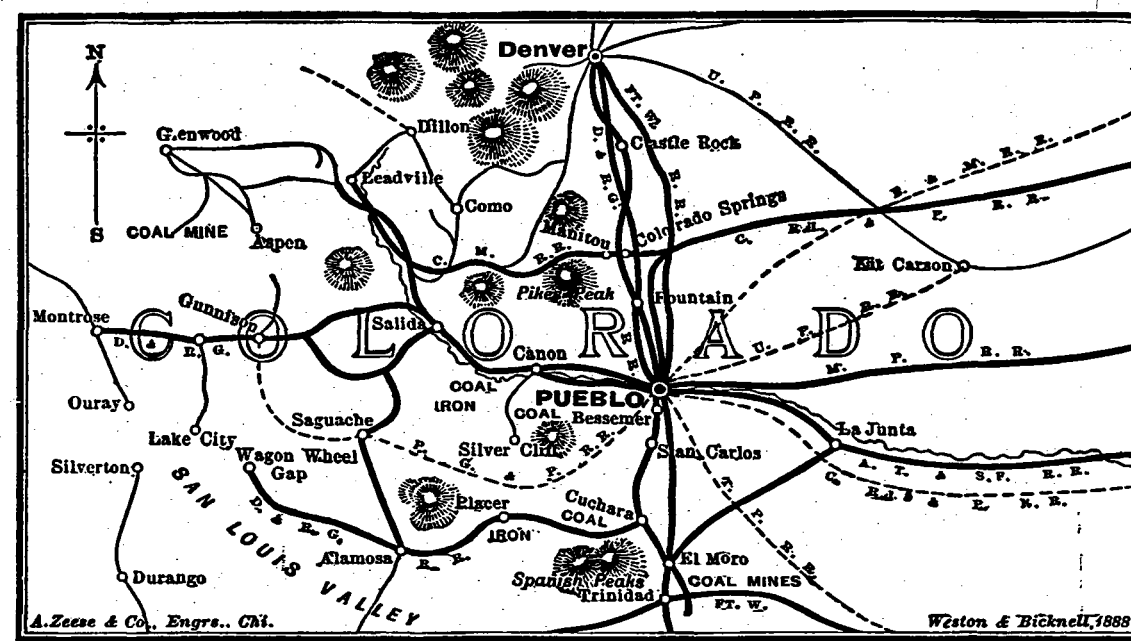 N
S
Denver
Dillon
Glenwood
Leadville
Como
Castle Rock
FT. W.
D. & R. G.
R. R.
U. P. R. R.
B. & M. R. R.
COAL MINE
Aspen
Manitou
Colorado Springs
C. M. R. R.
C. R. I. & P. R. R.
Kit Carson
Pikes Peak
Fountain
Gunnison
Montrose
D. & R. G.
COLORADO
Salida
R. R.
U. P. R. R.
M. P. R. R.
Canon
COAL
IRON
PUEBLO
COAL
Bessemer
Ouray
Lake City
Saguache
Silver Cliff
P. G. & P. R. R.
San Carlos
La Junta
A. T. & S. F. R. R.
C. R. I. & P. R. R.
Silverton
Wagon Wheel
Gap
SAN LOUIS VALLEY
D. & R. G.
R. R.
Placer
IRON
Cuchara
COAL
Alamosa
El Moro
COAL MINES
Spanish Peaks
Trinidad
FT. W.
P. R. R.
Durango
A. Zeese & Co., Engrs., Chi.
Weston & Bicknell, 1888